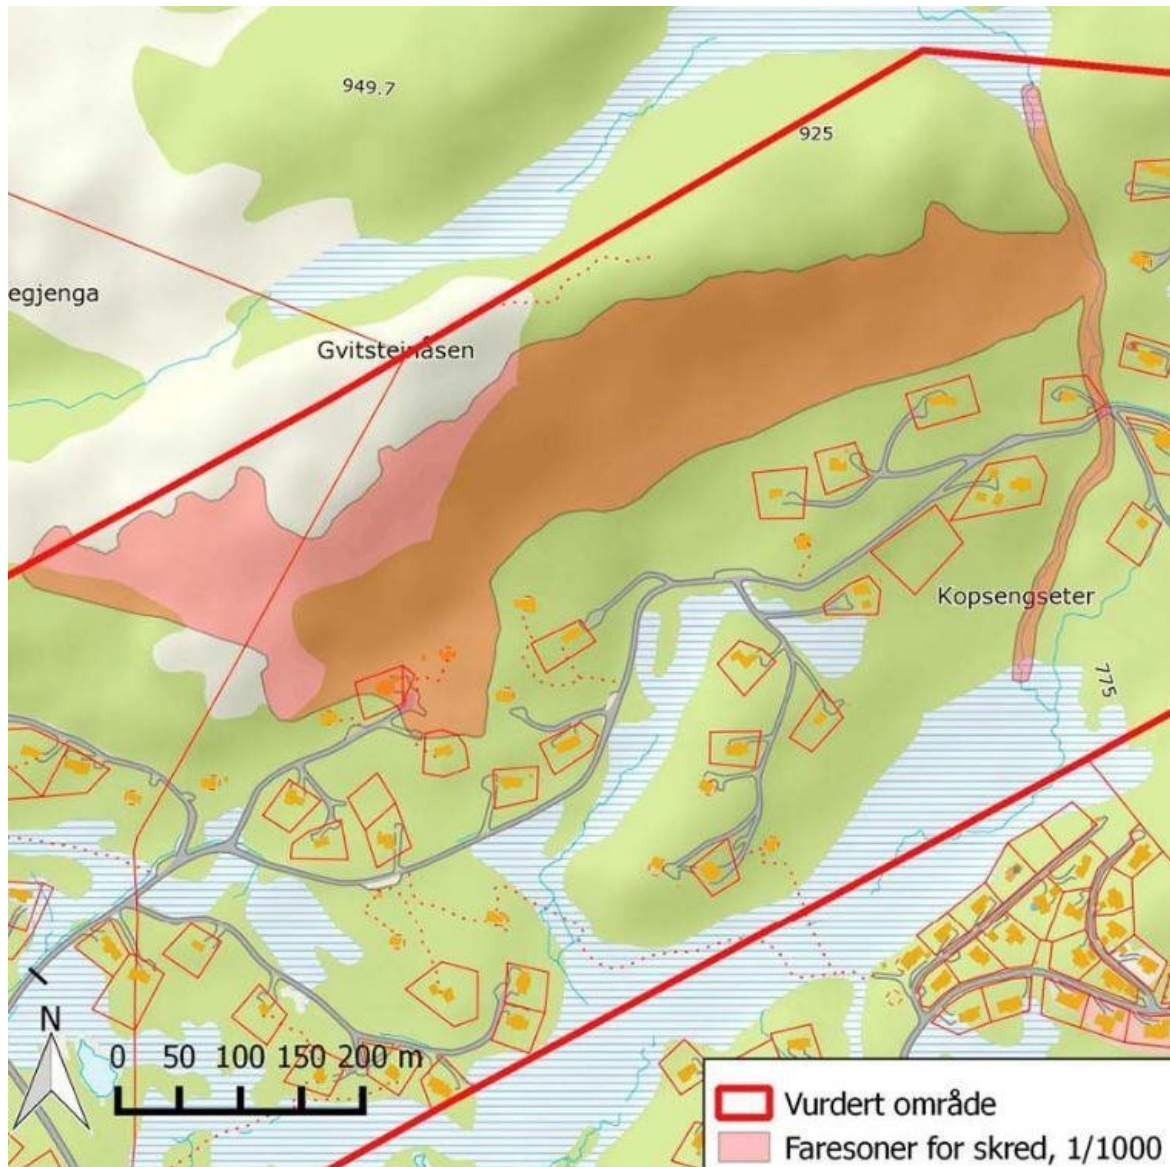 949.7
925
egjenga
Gvitsteinåsen
Kopsengseter
775
N
0 50 100 150 200 m
Vurdert område
Faresoner for skred, 1/1000